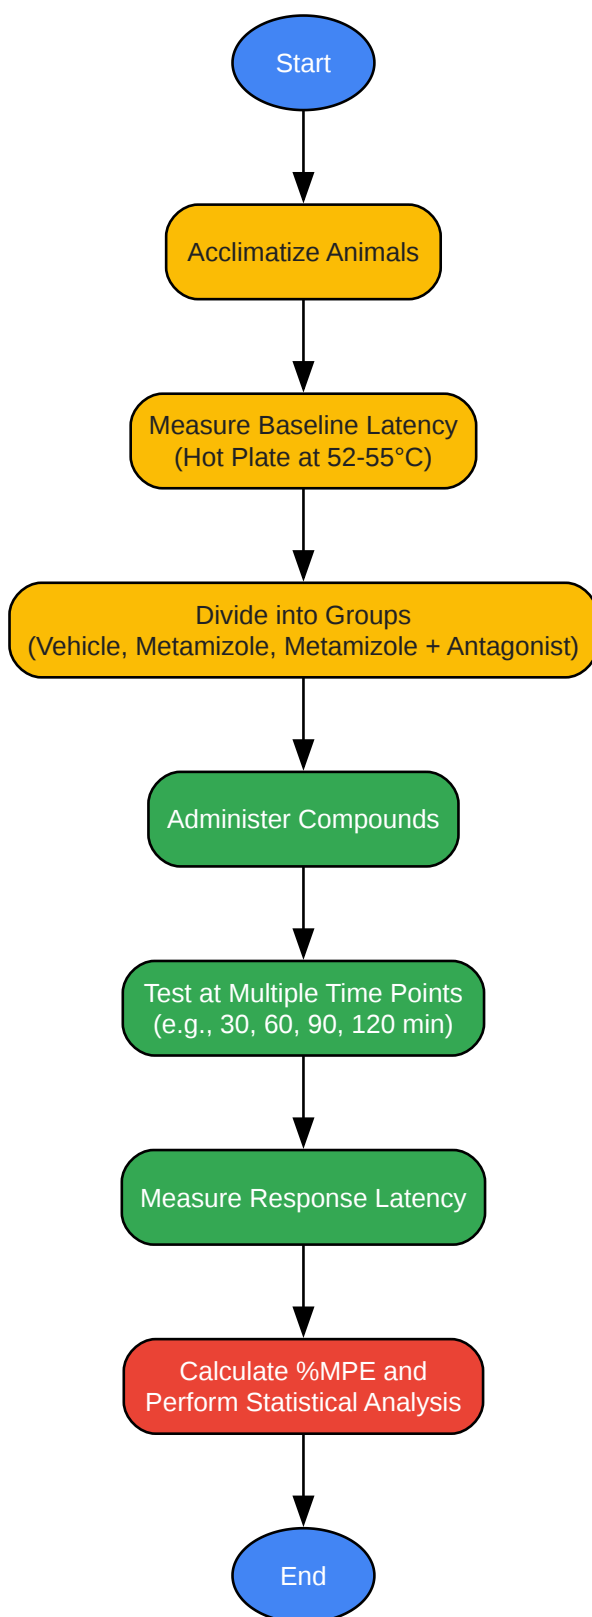 Start
Acclimatize Animals
Measure Baseline Latency
(Hot Plate at 52-55°C)
Divide into Groups
(Vehicle, Metamizole, Metamizole + Antagonist)
Administer Compounds
Test at Multiple Time Points
(e.g., 30, 60, 90, 120 min)
Measure Response Latency
Calculate %MPE and
Perform Statistical Analysis
End